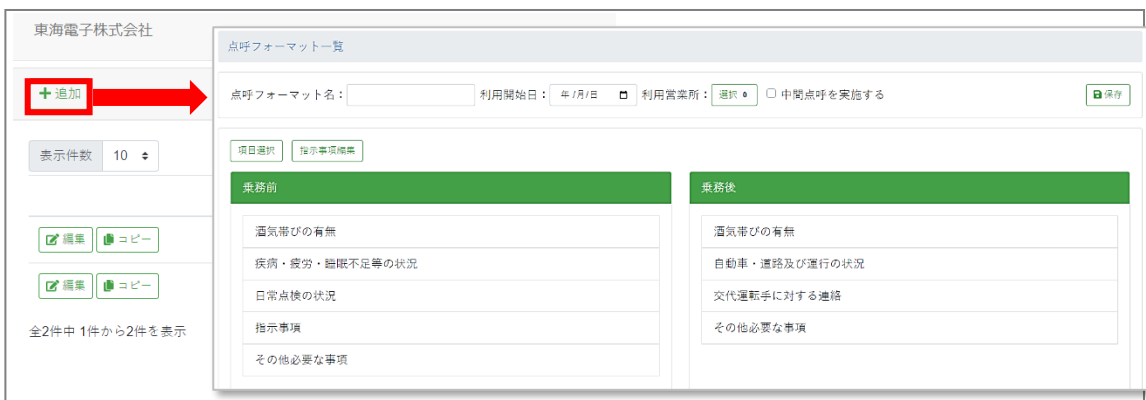 東海電子株式会社
追加
表示件数 10
編集 コピー
編集 コピー
全2件中 1件から2件を表示
点呼フォーマット一覧
点呼フォーマット名： 利用開始日： 年/月/日 利用営業所： 選択 0 中間点呼を実施する 保存
項目選択 指示事項編集
乗務前
酒気帯びの有無
疾病・疲労・睡眠不足等の状況
日常点検の状況
指示事項
その他必要な事項
乗務後
酒気帯びの有無
自動車・道路及び運行の状況
交代運転手に対する連絡
その他必要な事項